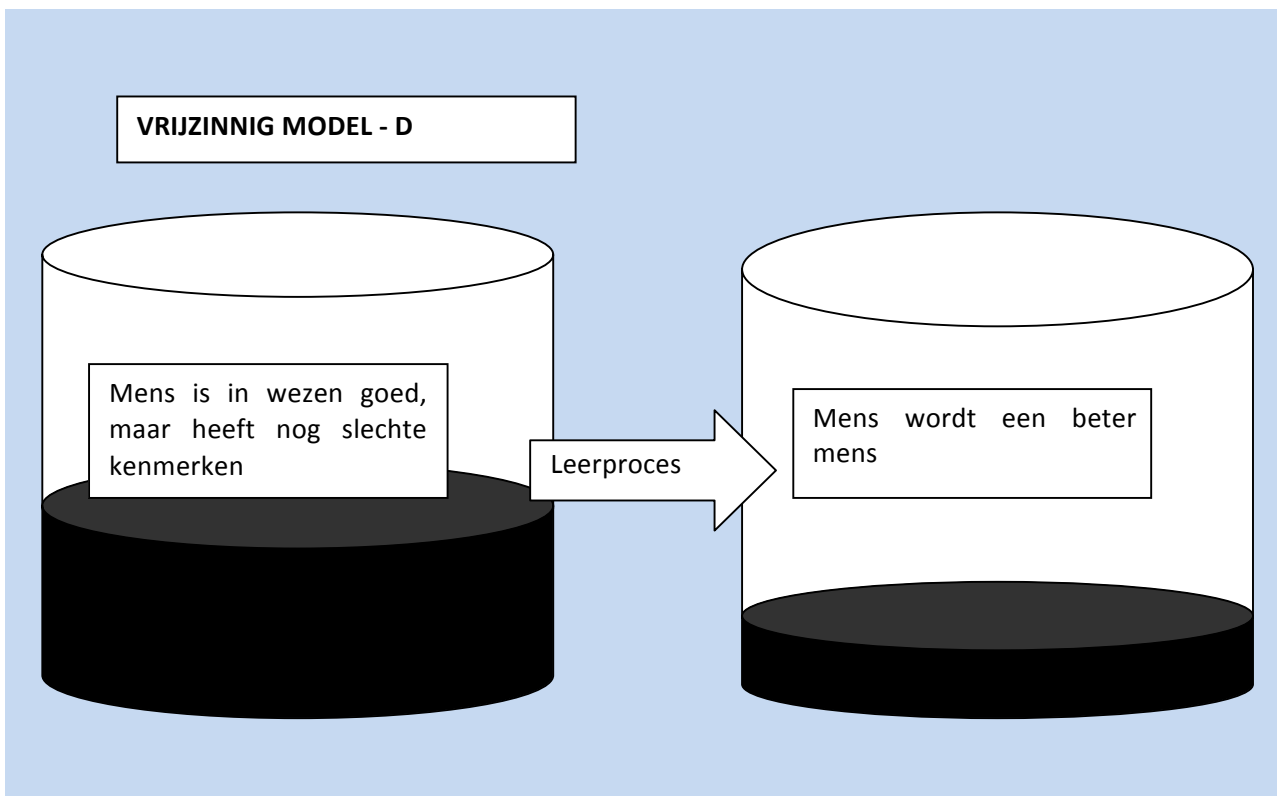 VRIJZINNIG MODEL - D
Mens is in wezen goed,
maar heeft nog slechte
kenmerken
Leerproces
Mens wordt een beter
mens